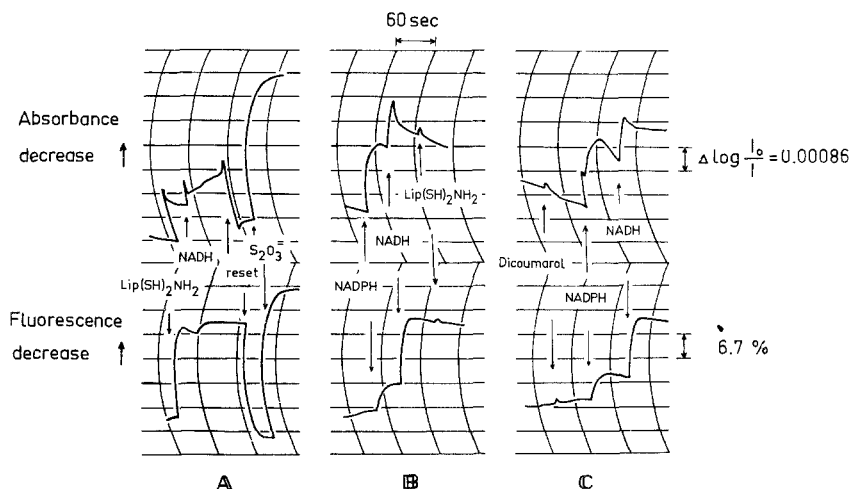 60 sec
Absorbance
decrease
Δ log I₀/I = 0.00086
Lip(SH)₂NH₂
NADH
NADH
NADH
S₂O₃⁼
reset
Dicoumarol
Lip(SH)₂NH₂
NADPH
NADPH
Fluorescence
decrease
6.7 %
A
B
C